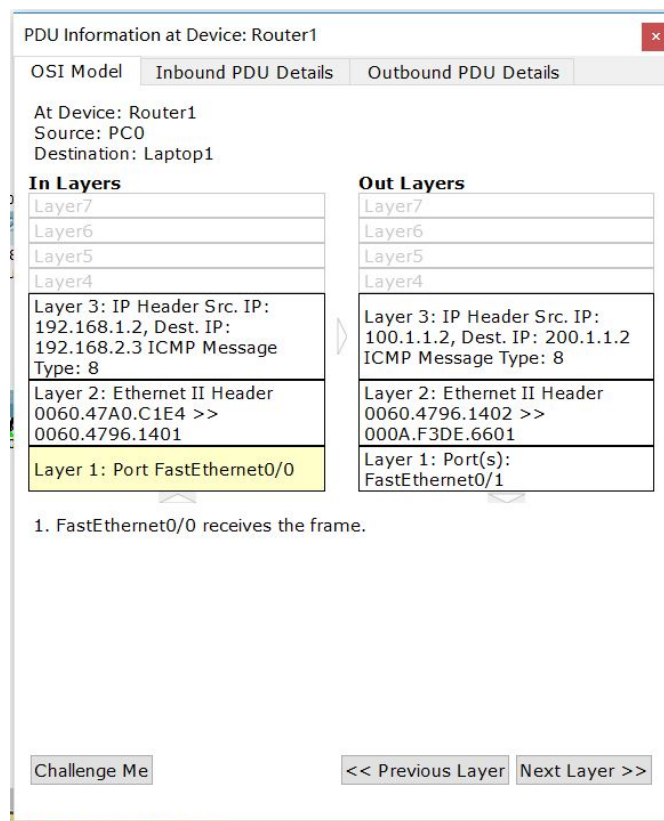 PDU Information at Device: Router1
×
OSI Model
Inbound PDU Details
Outbound PDU Details
At Device: Router1
Source: PC0
Destination: Laptop1
In Layers
Layer7
Layer6
Layer5
Layer4
Layer 3: IP Header Src. IP:
192.168.1.2, Dest. IP:
192.168.2.3 ICMP Message
Type: 8
Layer 2: Ethernet II Header
0060.47A0.C1E4 >>
0060.4796.1401
Layer 1: Port FastEthernet0/0
Out Layers
Layer7
Layer6
Layer5
Layer4
Layer 3: IP Header Src. IP:
100.1.1.2, Dest. IP: 200.1.1.2
ICMP Message Type: 8
Layer 2: Ethernet II Header
0060.4796.1402 >>
000A.F3DE.6601
Layer 1: Port(s):
FastEthernet0/1
1. FastEthernet0/0 receives the frame.
Challenge Me
<< Previous Layer
Next Layer >>